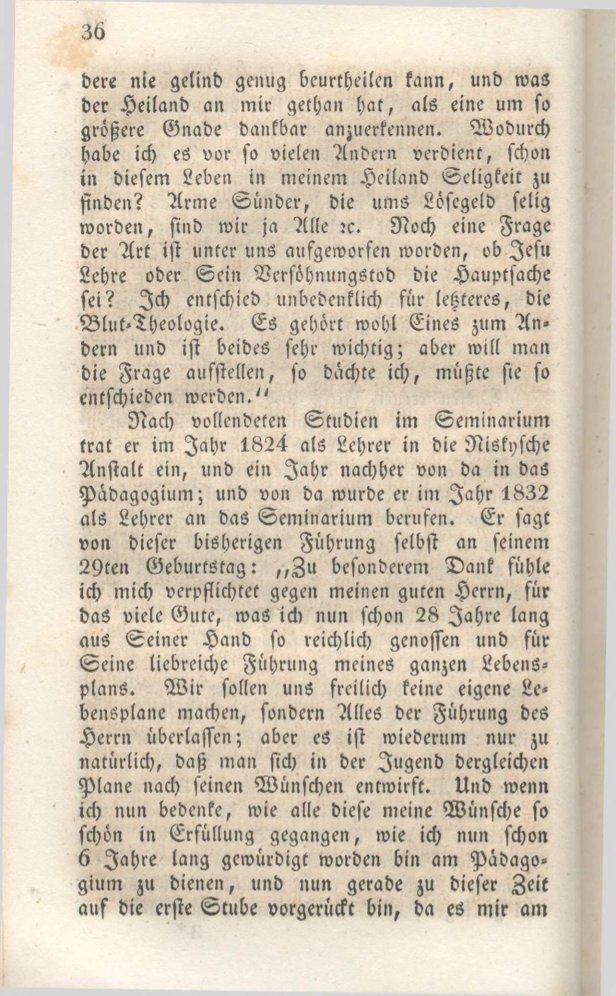 36
dere nie gelind genug beurtheilen kann, und was
der Heiland an mir gethan hat, als eine um so
größere Gnade dankbar anzuerkennen. Wodurch
habe ich es vor so vielen Andern verdient, schon
in diesem Leben in meinem Heiland Seligkeit zu
finden? Arme Sünder, die ums Lösegeld selig
worden, sind wir ja Alle ꝛc. Noch eine Frage
der Art ist unter uns aufgeworfen worden, ob Jesu
Lehre oder Sein Versöhnungstod die Hauptsache
sei? Ich entschied unbedenklich für letzteres, die
Blut-Theologie. Es gehört wohl Eines zum An-
dern und ist beides sehr wichtig; aber will man
die Frage aufstellen, so dächte ich, müßte sie so
entschieden werden.“
Nach vollendeten Studien im Seminarium
trat er im Jahr 1824 als Lehrer in die Niskysche
Anstalt ein, und ein Jahr nachher von da in das
Pädagogium; und von da wurde er im Jahr 1832
als Lehrer an das Seminarium berufen. Er sagt
von dieser bisherigen Führung selbst an seinem
29ten Geburtstag: „Zu besonderem Dank fühle
ich mich verpflichtet gegen meinen guten Herrn, für
das viele Gute, was ich nun schon 28 Jahre lang
aus Seiner Hand so reichlich genossen und für
Seine liebreiche Führung meines ganzen Lebens-
plans. Wir sollen uns freilich keine eigene Le-
bensplane machen, sondern Alles der Führung des
Herrn überlassen; aber es ist wiederum nur zu
natürlich, daß man sich in der Jugend dergleichen
Plane nach seinen Wünschen entwirft. Und wenn
ich nun bedenke, wie alle diese meine Wünsche so
schön in Erfüllung gegangen, wie ich nun schon
6 Jahre lang gewürdigt worden bin am Pädago-
gium zu dienen, und nun gerade zu dieser Zeit
auf die erste Stube vorgerückt bin, da es mir am